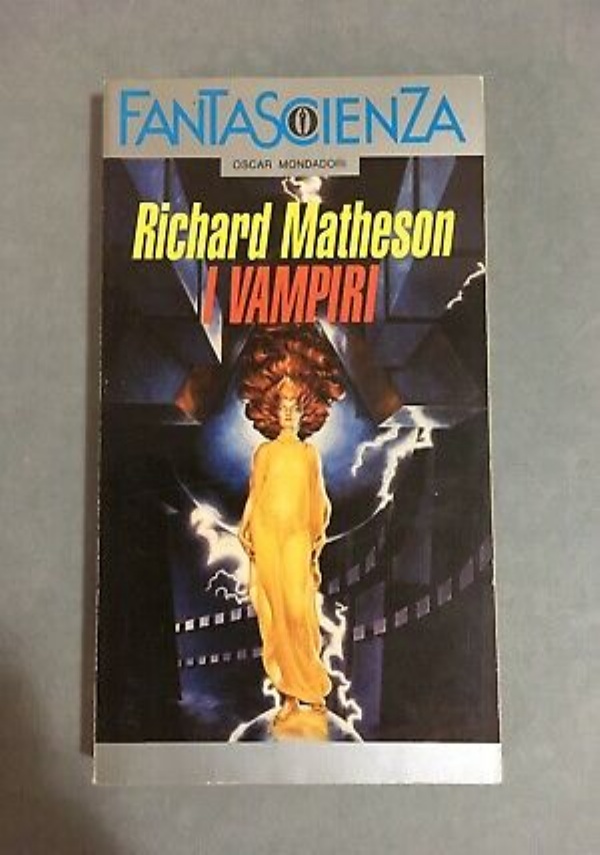 FANTASCIENZA
OSCAR MONDADORI
Richard Matheson
I VAMPIRI